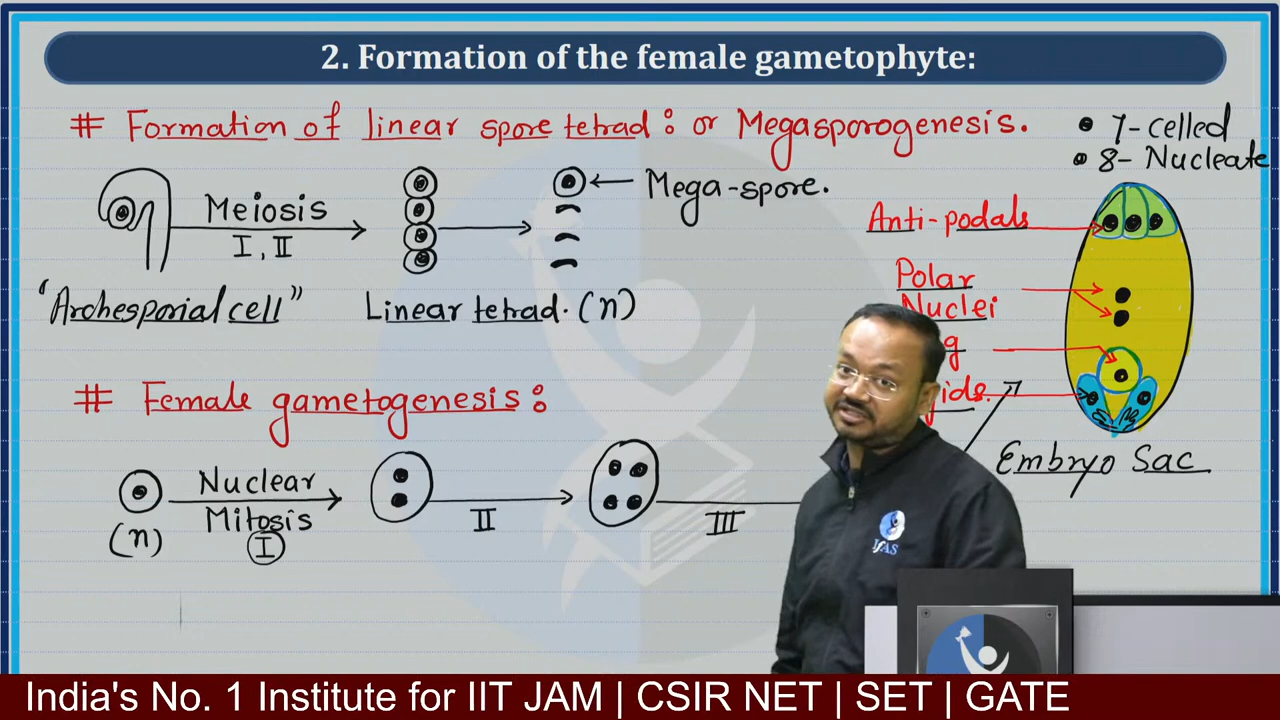 2. Formation of the female gametophyte:
# Formation of linear spore tetrad: or Megasporogenesis.
• 7-celled
• 8-Nucleate
Meiosis
I, II
← Mega-spore.
"Archesporial cell"
Linear tetrad. (n)
Anti-podals
Polar
Nuclei
Embryo Sac
# Female gametogenesis:
(n)
Nuclear
Mitosis
I
II
III
IFAS
India's No. 1 Institute for IIT JAM | CSIR NET | SET | GATE